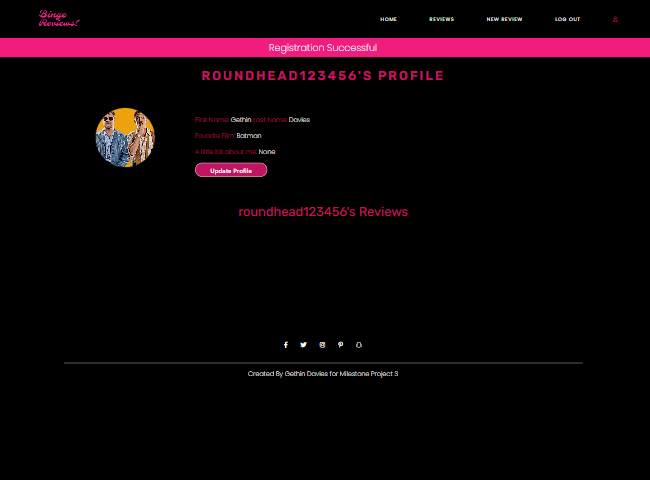 Binge
Reviews!
HOME REVIEWS NEW REVIEW LOG OUT
Registration Successful
ROUNDHEAD123456'S PROFILE
First Name: Gethin Last Name: Davies
Favorite Film: Batman
A little bit about me: None
Update Profile
roundhead123456's Reviews
Created By Gethin Davies for Milestone Project 3